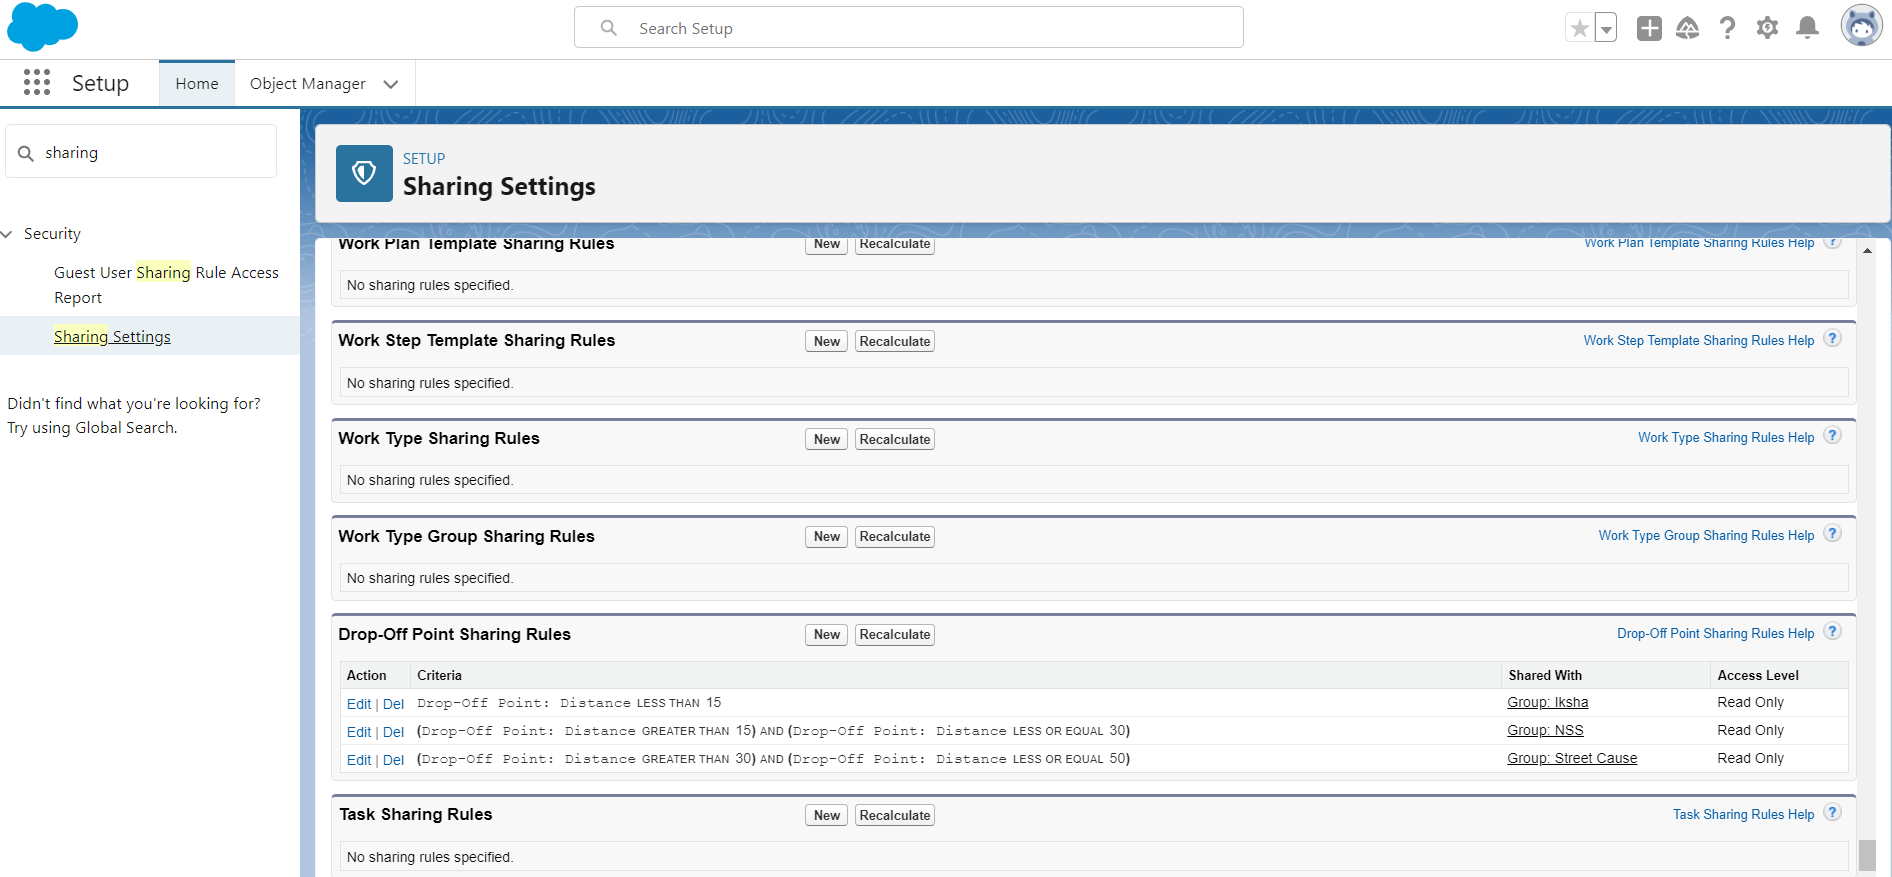 Search Setup
Setup
Home
Object Manager
sharing
Security
Guest User Sharing Rule Access
Report
Sharing Settings
Didn't find what you're looking for?
Try using Global Search.
SETUP
Sharing Settings
Work Plan Template Sharing Rules New Recalculate Work Plan Template Sharing Rules Help ?
No sharing rules specified.
Work Step Template Sharing Rules New Recalculate Work Step Template Sharing Rules Help ?
No sharing rules specified.
Work Type Sharing Rules New Recalculate Work Type Sharing Rules Help ?
No sharing rules specified.
Work Type Group Sharing Rules New Recalculate Work Type Group Sharing Rules Help ?
No sharing rules specified.
Drop-Off Point Sharing Rules New Recalculate Drop-Off Point Sharing Rules Help ?
Action Criteria Shared With Access Level
Edit | Del Drop-Off Point: Distance LESS THAN 15 Group: Iksha Read Only
Edit | Del (Drop-Off Point: Distance GREATER THAN 15) AND (Drop-Off Point: Distance LESS OR EQUAL 30) Group: NSS Read Only
Edit | Del (Drop-Off Point: Distance GREATER THAN 30) AND (Drop-Off Point: Distance LESS OR EQUAL 50) Group: Street Cause Read Only
Task Sharing Rules New Recalculate Task Sharing Rules Help ?
No sharing rules specified.